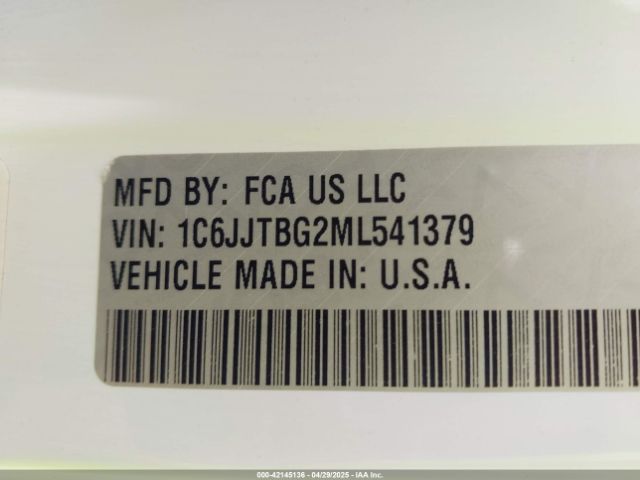 MFD BY: FCA US LLC
VIN: 1C6JJTBG2ML541379
VEHICLE MADE IN: U.S.A.
000-42145136 - 04/29/2025 - IAA Inc.